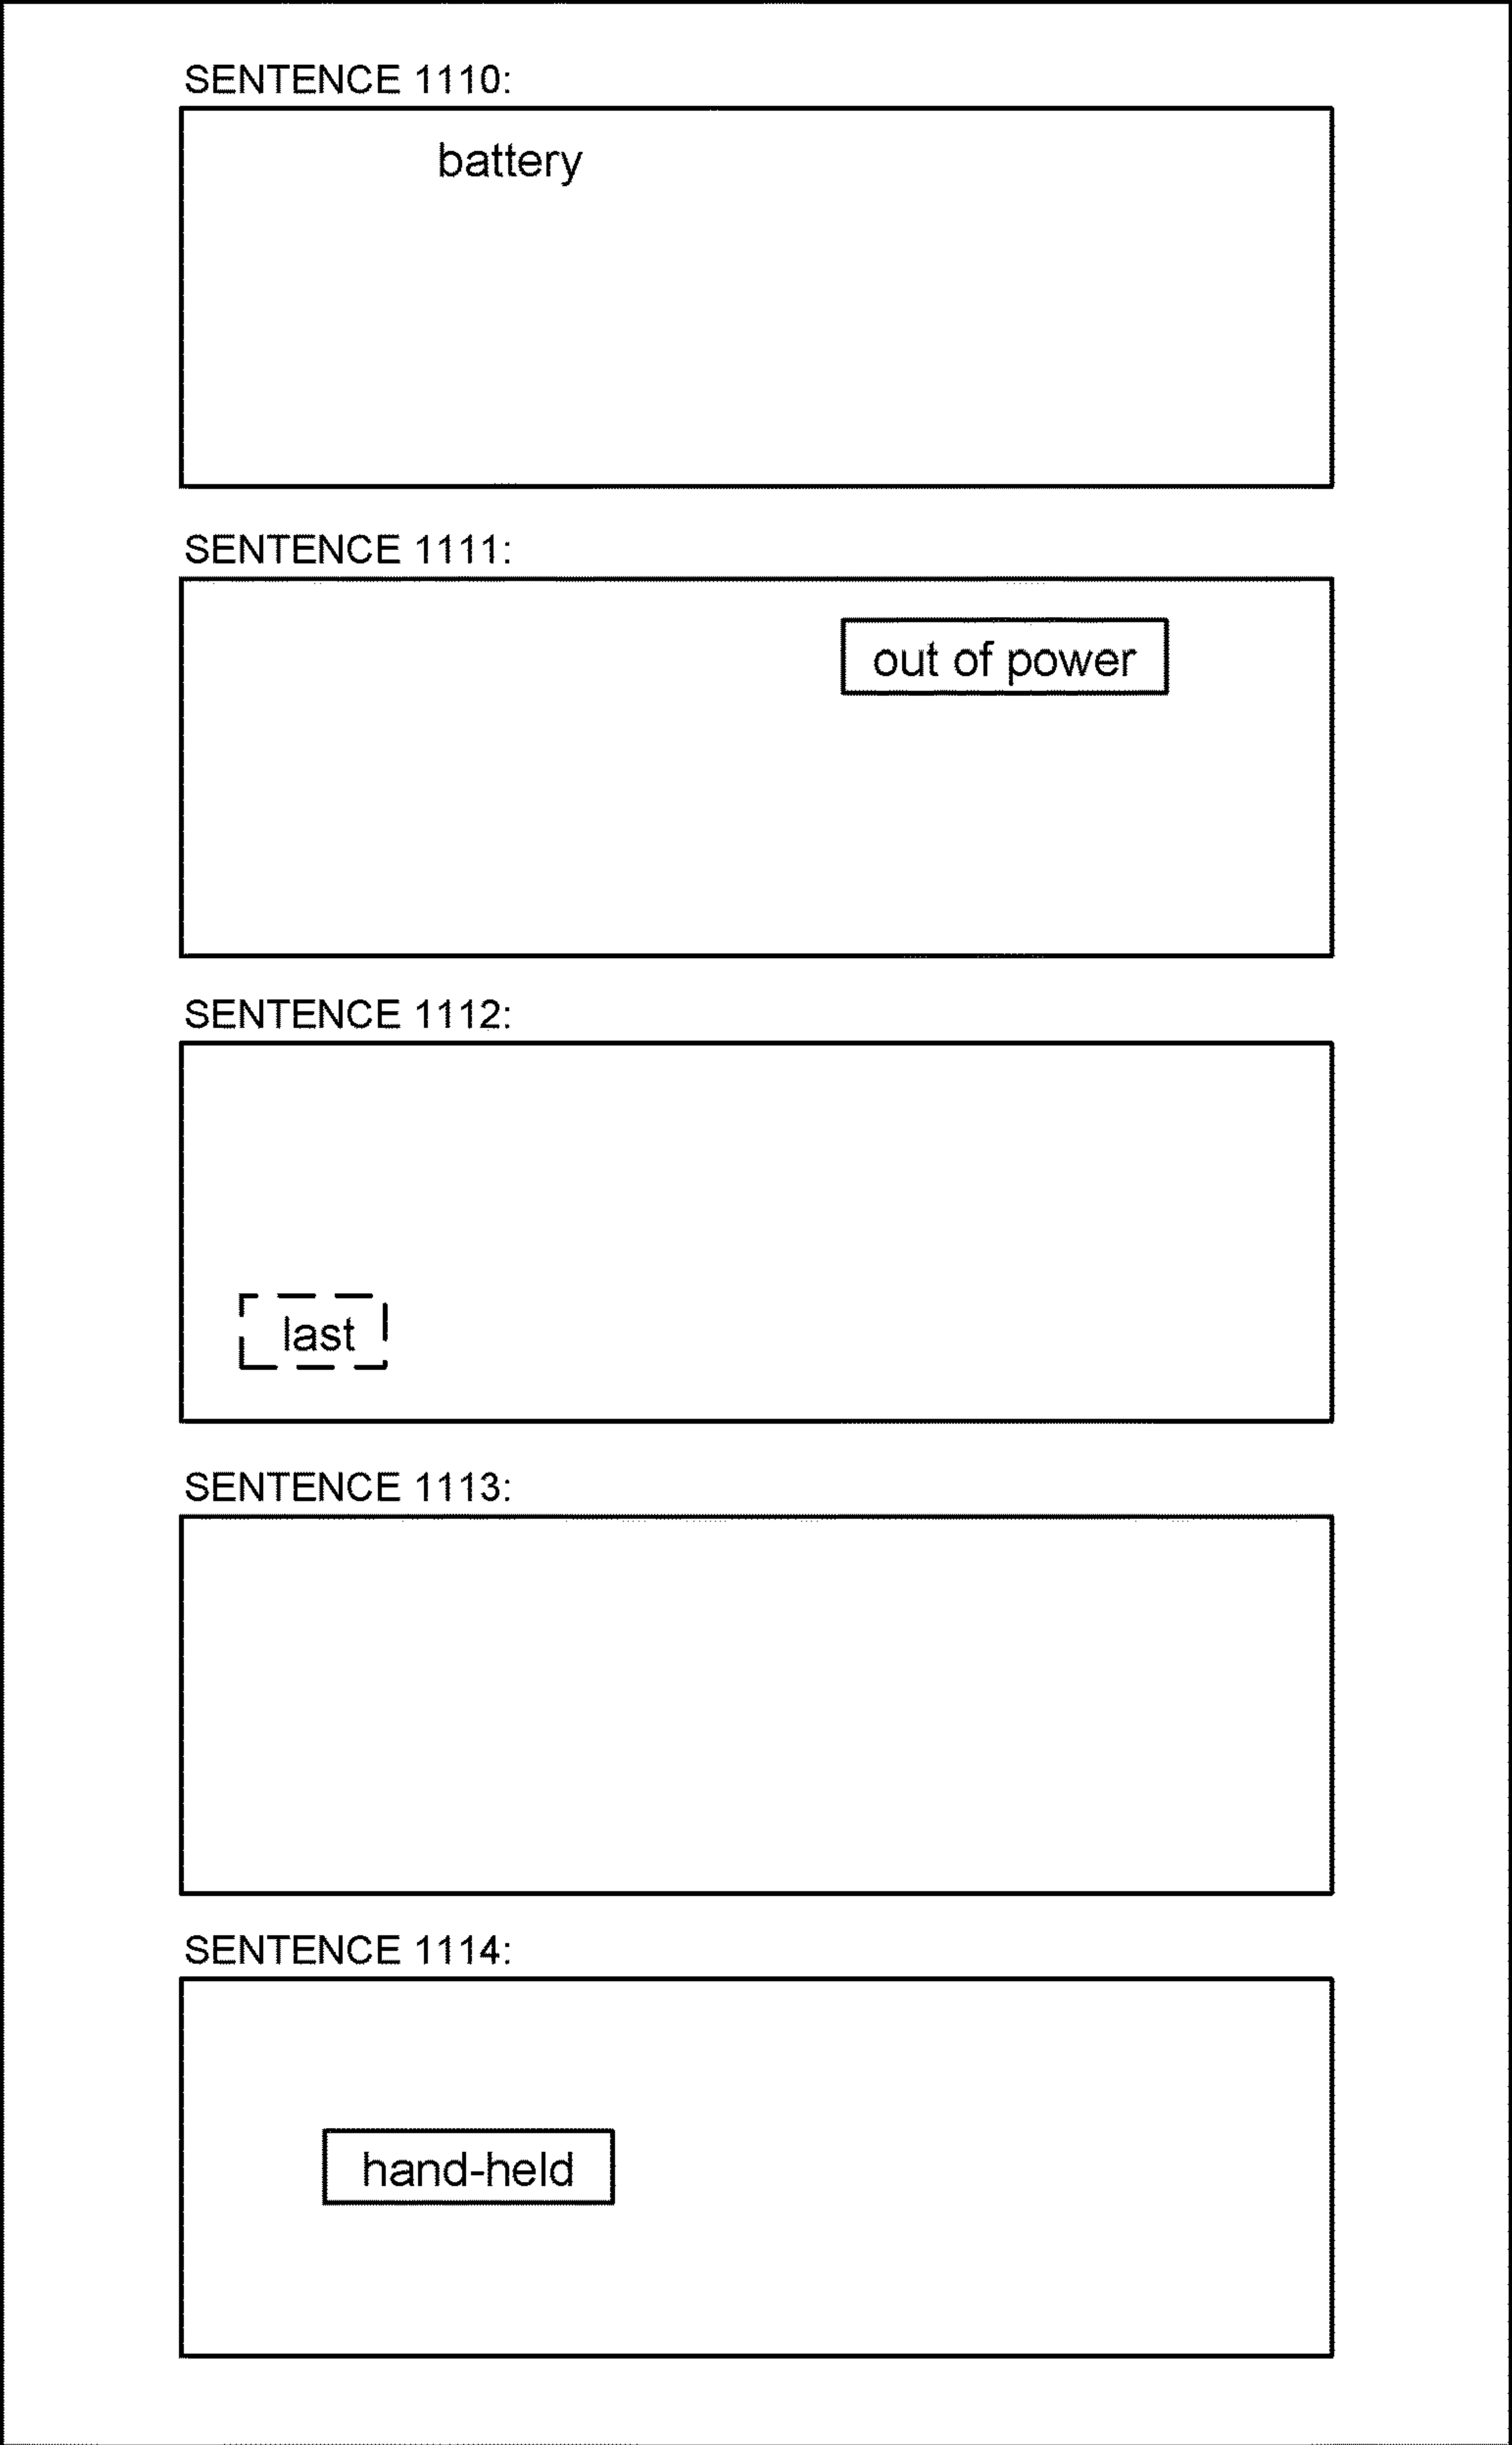 SENTENCE 1110:
battery
SENTENCE 1111:
out of power
SENTENCE 1112:
last
SENTENCE 1113:
SENTENCE 1114:
hand-held